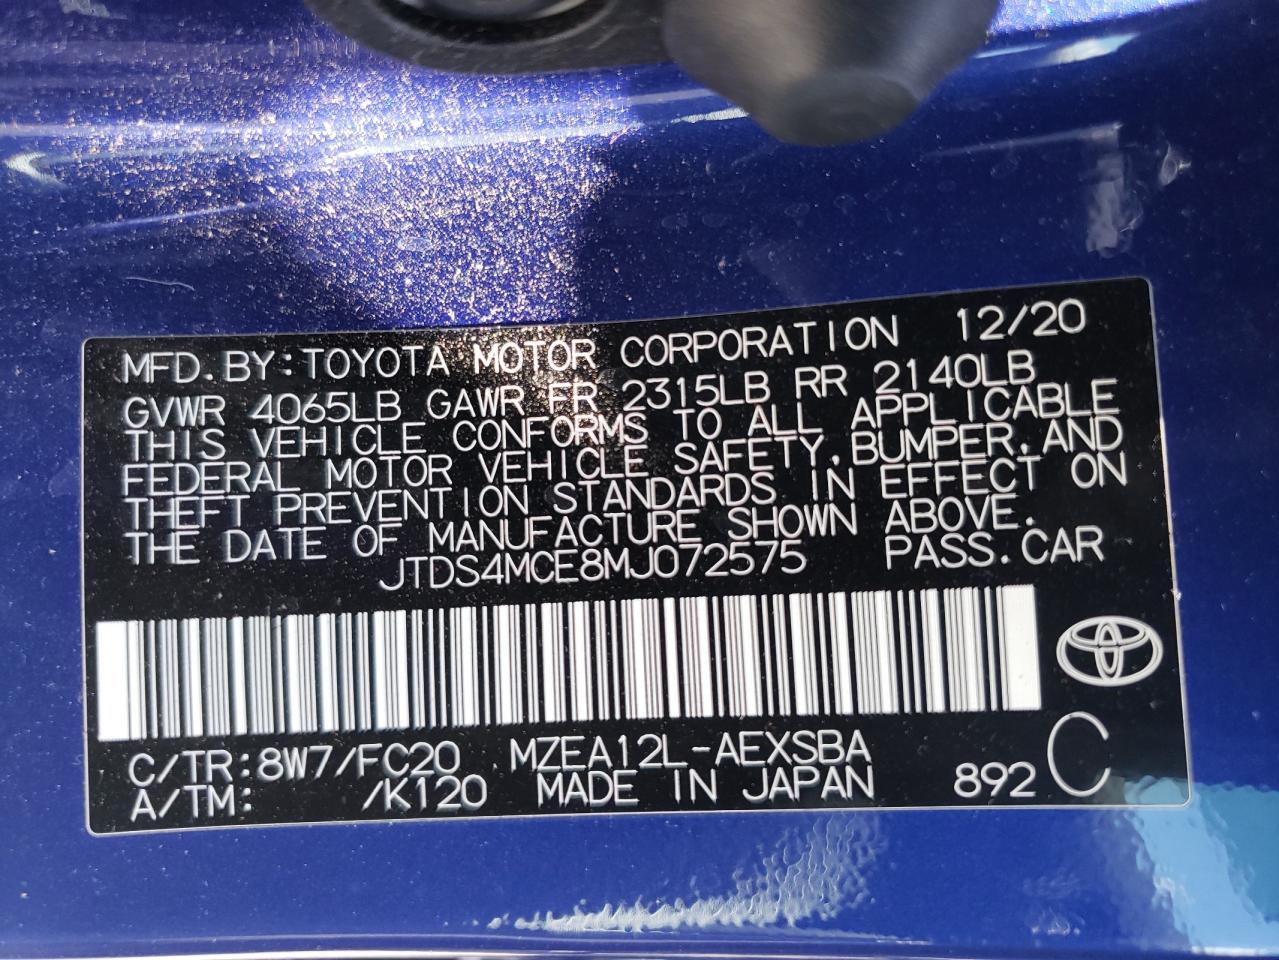 MFD.BY:TOYOTA MOTOR CORPORATION 12/20
GVWR 4065LB GAWR FR 2315LB RR 2140LB
THIS VEHICLE CONFORMS TO ALL APPLICABLE
FEDERAL MOTOR VEHICLE SAFETY,BUMPER,AND
THEFT PREVENTION STANDARDS IN EFFECT ON
THE DATE OF MANUFACTURE SHOWN ABOVE.
JTDS4MCE8MJ072575 PASS.CAR
C/TR:8W7/FC20 MZEA12L-AEXSBA
A/TM: /K120 MADE IN JAPAN 892 C